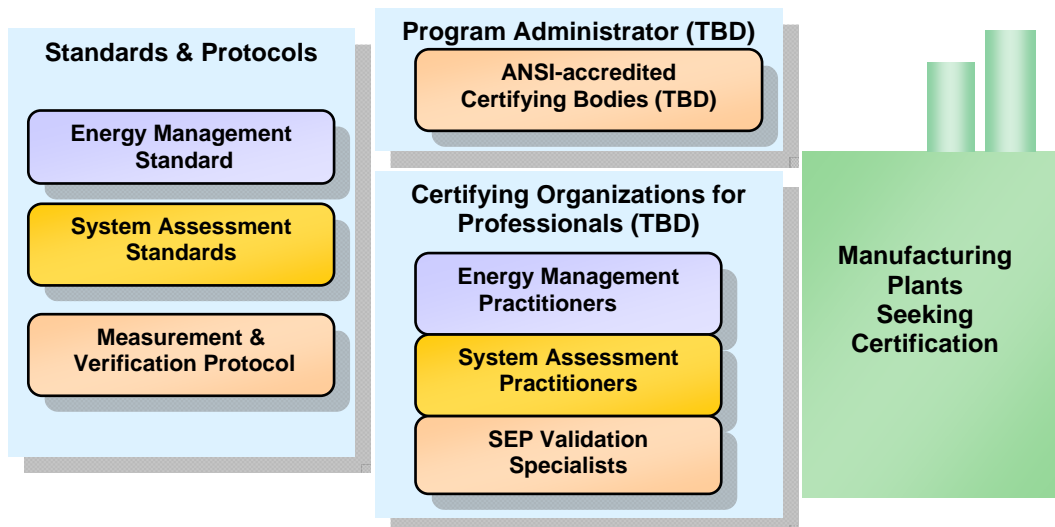 Standards & Protocols
Energy Management
Standard
System Assessment
Standards
Measurement &
Verification Protocol
Program Administrator (TBD)
ANSI-accredited
Certifying Bodies (TBD)
Certifying Organizations for
Professionals (TBD)
Energy Management
Practitioners
System Assessment
Practitioners
SEP Validation
Specialists
Manufacturing
Plants
Seeking
Certification